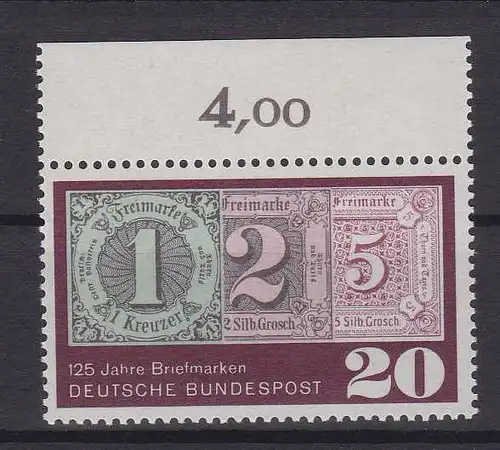 4,00
Freimarke
1
1 Kreuzer
Freimarke
2
2 Silb. Grosch.
Freimarke
5
5 Silb. Grosch.
125 Jahre Briefmarken
DEUTSCHE BUNDESPOST
20